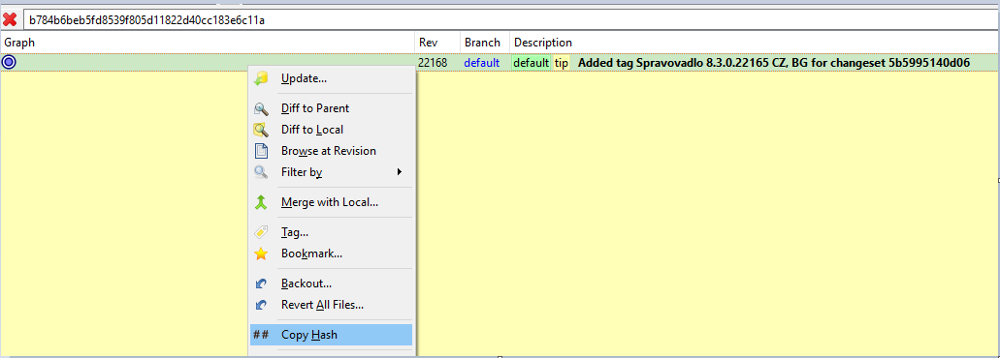 b784b6beb5fd8539f805d11822d40cc183e6c11a
Graph Rev Branch Description
22168 default default tip Added tag Spravovadlo 8.3.0.22165 CZ, BG for changeset 5b5995140d06
Update...
Diff to Parent
Diff to Local
Browse at Revision
Filter by
Merge with Local...
Tag...
Bookmark...
Backout...
Revert All Files...
## Copy Hash